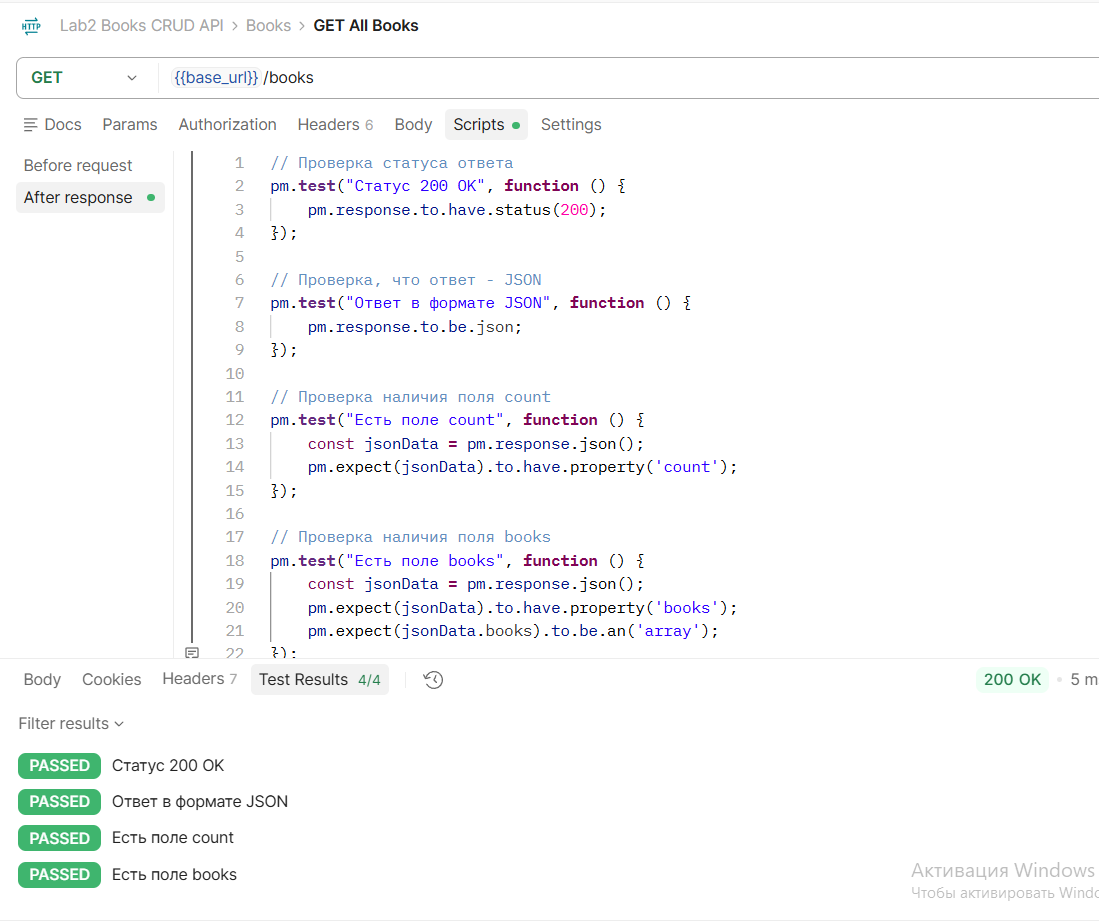 HTTP Lab2 Books CRUD API > Books > GET All Books
GET {{base_url}} /books
Docs Params Authorization Headers 6 Body Scripts Settings
Before request
After response
1 // Проверка статуса ответа
2 pm.test("Статус 200 OK", function () {
3 pm.response.to.have.status(200);
4 });
5
6 // Проверка, что ответ - JSON
7 pm.test("Ответ в формате JSON", function () {
8 pm.response.to.be.json;
9 });
10
11 // Проверка наличия поля count
12 pm.test("Есть поле count", function () {
13 const jsonData = pm.response.json();
14 pm.expect(jsonData).to.have.property('count');
15 });
16
17 // Проверка наличия поля books
18 pm.test("Есть поле books", function () {
19 const jsonData = pm.response.json();
20 pm.expect(jsonData).to.have.property('books');
21 pm.expect(jsonData.books).to.be.an('array');
22 });
Body Cookies Headers 7 Test Results 4/4 200 OK • 5 m
Filter results
PASSED Статус 200 OK
PASSED Ответ в формате JSON
PASSED Есть поле count
PASSED Есть поле books
Активация Windows
Чтобы активировать Windo